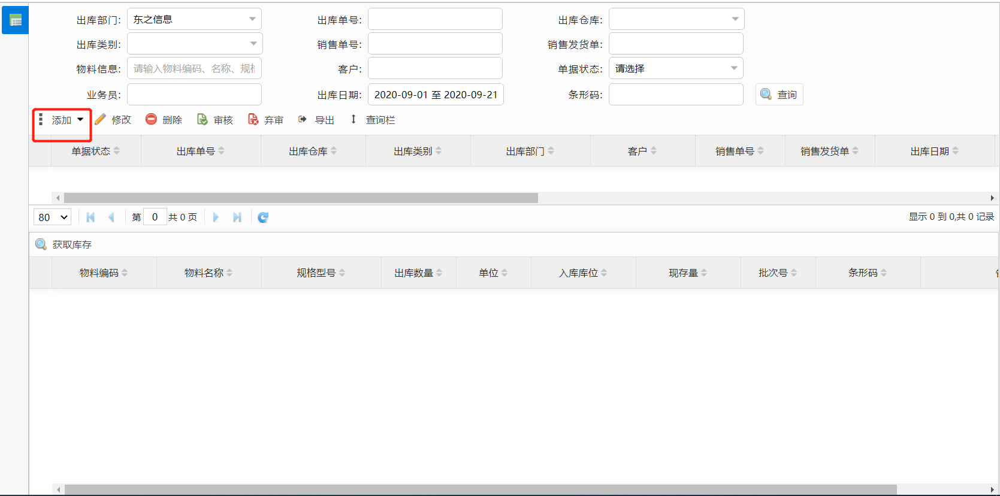 出库部门: 东之信息 出库单号: 出库仓库:
出库类别: 销售单号: 销售发货单:
物料信息: 请输入物料编码、名称、规 客户: 单据状态: 请选择
业务员: 出库日期: 2020-09-01 至 2020-09-21 条形码: 查询
添加 修改 删除 审核 弃审 导出 查询栏
单据状态 出库单号 出库仓库 出库类别 出库部门 客户 销售单号 销售发货单 出库日期
80 第 0 共 0 页 显示 0 到 0,共 0 记录
获取库存
物料编码 物料名称 规格型号 出库数量 单位 入库库位 现存量 批次号 条形码